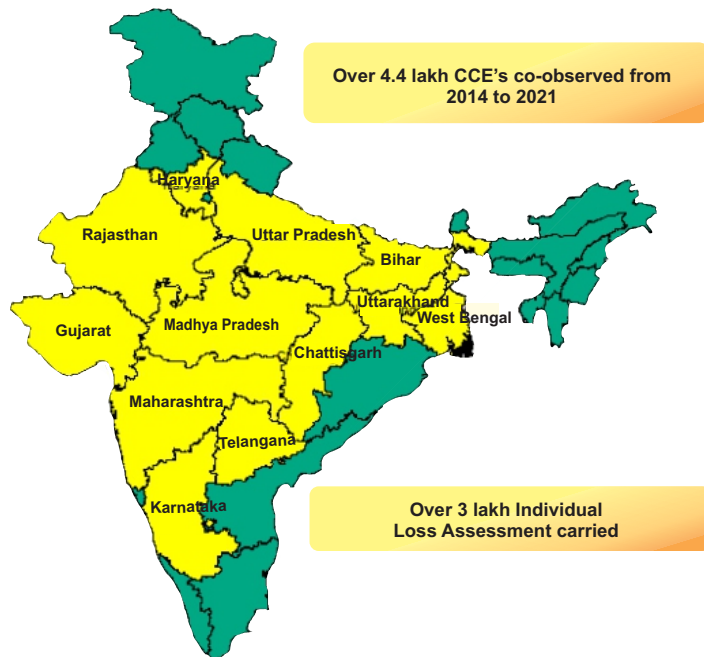 Over 4.4 lakh CCE's co-observed from
2014 to 2021
Haryana
Rajasthan
Uttar Pradesh
Bihar
Uttarakhand
Gujarat
Madhya Pradesh
West Bengal
Chattisgarh
Maharashtra
Telangana
Karnataka
Over 3 lakh Individual
Loss Assessment carried